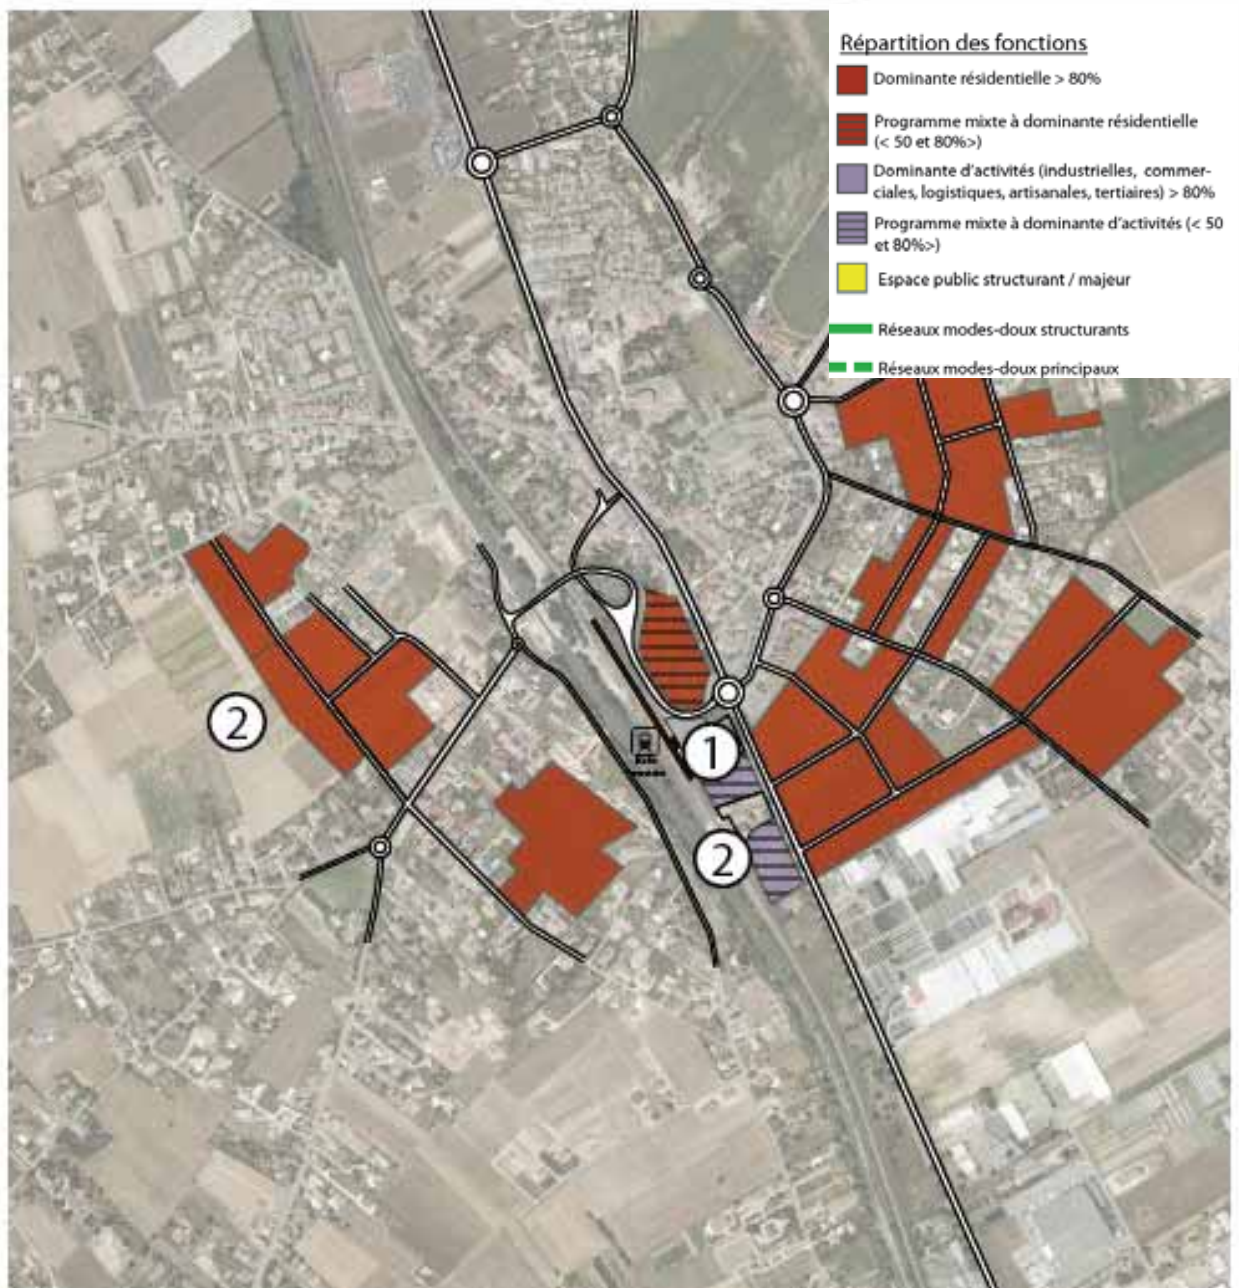 Répartition des fonctions
Dominante résidentielle > 80%
Programme mixte à dominante résidentielle
(< 50 et 80%>)
Dominante d'activités (industrielles, commer-
ciales, logistiques, artisanales, tertiaires) > 80%
Programme mixte à dominante d'activités (< 50
et 80%>)
Espace public structurant / majeur
Réseaux modes-doux structurants
Réseaux modes-doux principaux
2
1
2